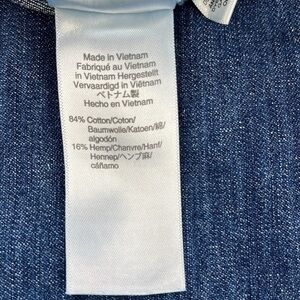 Made in Vietnam
Fabriqué au Vietnam
in Vietnam Hergestellt
Vervaardigd in Viëtnam
ベトナム製
Hecho en Vietnam
84% Cotton/Coton/
Baumwolle/Katoen/綿/
algodón
16% Hemp/Chanvre/Hanf/
Hennep/ヘンプ麻/
cáñamo